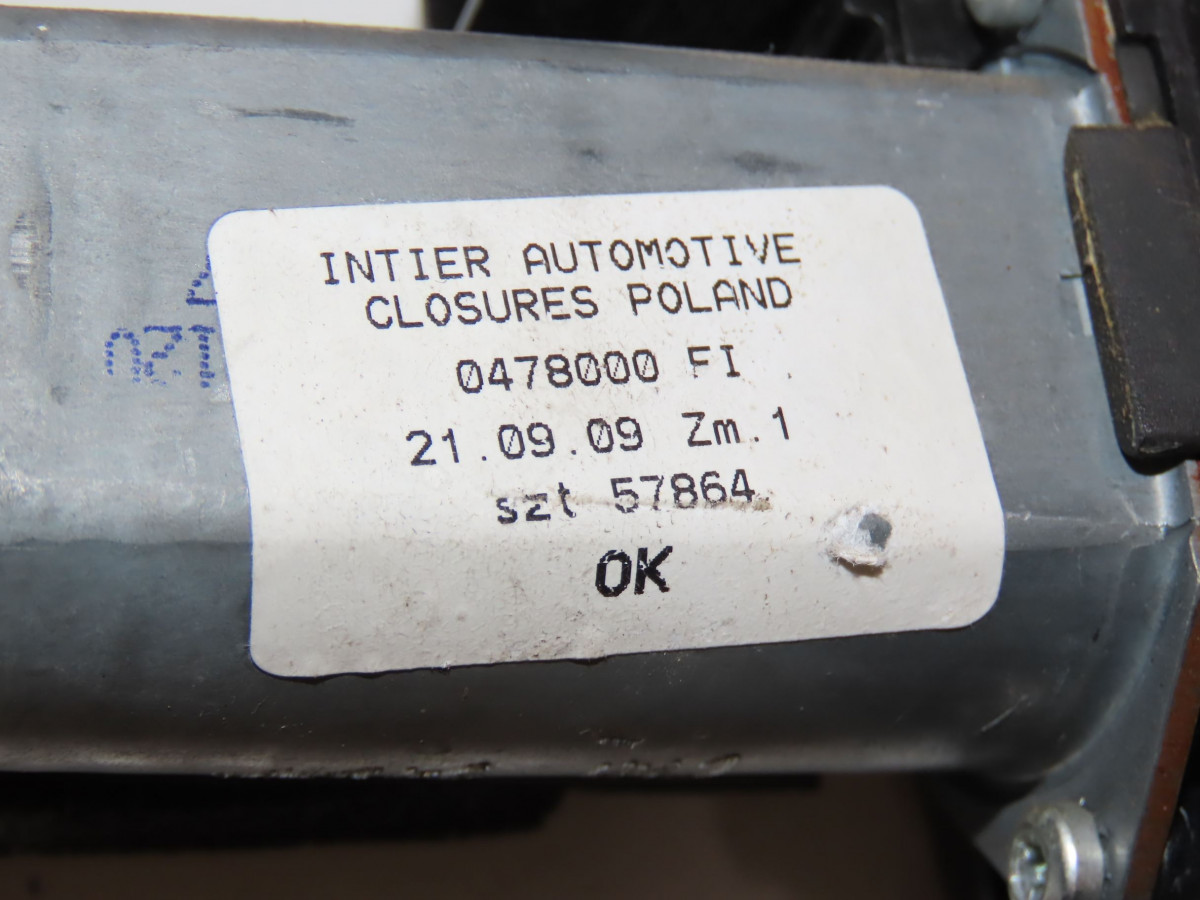 INTIER AUTOMOTIVE
CLOSURES POLAND
0478000 FI
21.09.09 Zm.1
szt 57864
OK